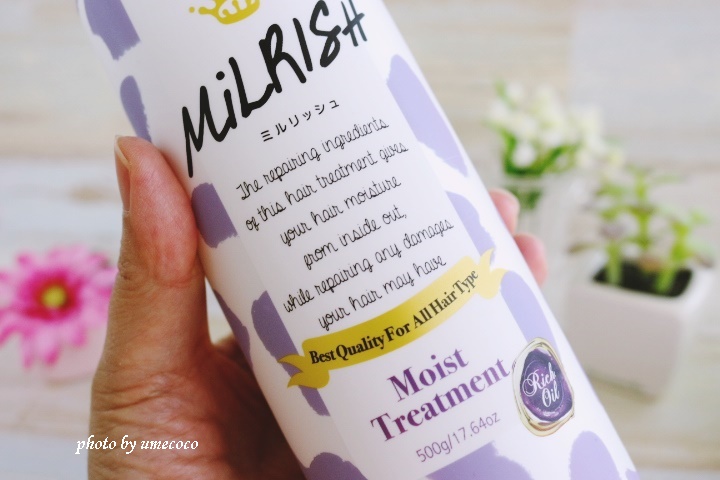 MiLRISH
ミルリッシュ
The repairing ingredients
of this hair treatment gives
your hair moisture
from inside out,
while repairing any damages
your hair may have
Best Quality For All Hair Type
Moist
Treatment
Rich
Oil
500g/17.64oz
photo by umecoco